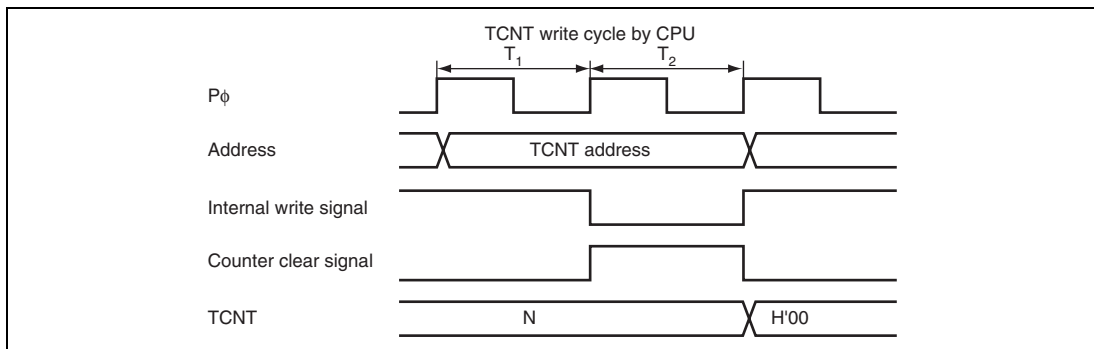 TCNT write cycle by CPU
T1 T2
Pϕ
Address TCNT address
Internal write signal
Counter clear signal
TCNT N H'00